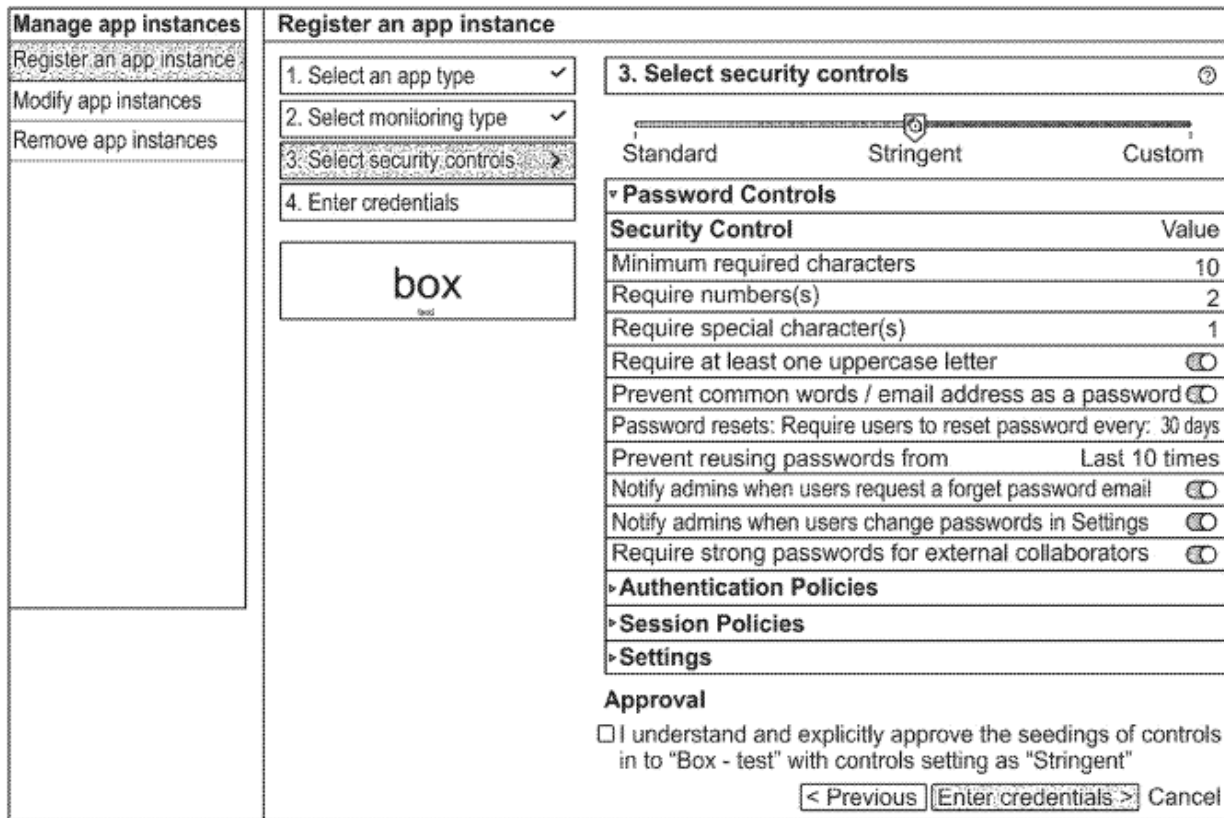 Manage app instances
Register an app instance
Modify app instances
Remove app instances
Register an app instance
1. Select an app type
2. Select monitoring type
3. Select security controls
4. Enter credentials
box
3. Select security controls
Standard Stringent Custom
Password Controls
Security Control Value
Minimum required characters 10
Require numbers(s) 2
Require special character(s) 1
Require at least one uppercase letter
Prevent common words / email address as a password
Password resets: Require users to reset password every: 30 days
Prevent reusing passwords from Last 10 times
Notify admins when users request a forget password email
Notify admins when users change passwords in Settings
Require strong passwords for external collaborators
Authentication Policies
Session Policies
Settings
Approval
I understand and explicitly approve the seedings of controls
in to “Box - test” with controls setting as “Stringent”
< Previous Enter credentials > Cancel